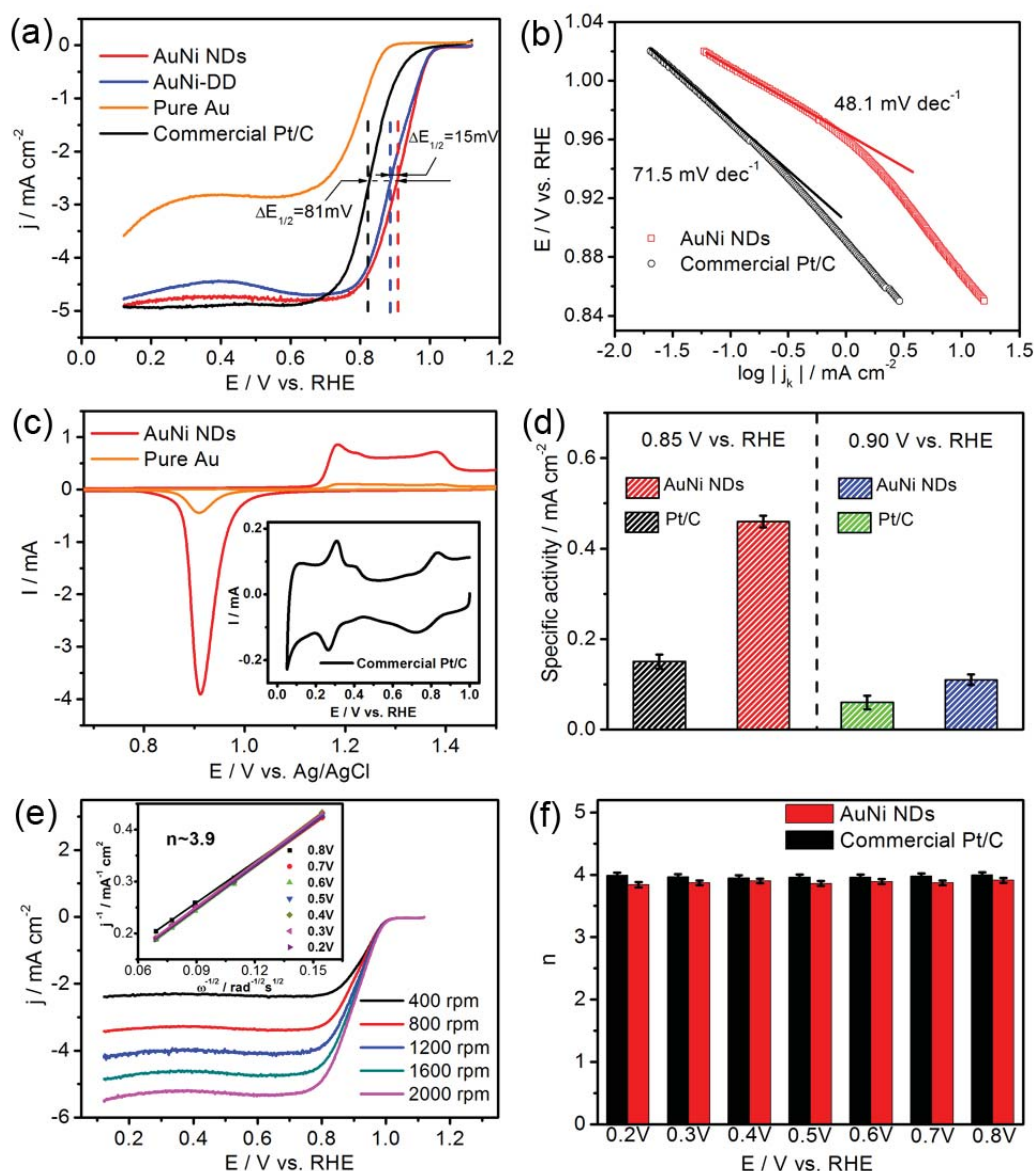 (a)
0
-1
-2
-3
-4
-5
0.0
0.2
0.4
0.6
0.8
1.0
1.2
j / mA cm-2
E / V vs. RHE
AuNi NDs
AuNi-DD
Pure Au
Commercial Pt/C
ΔE1/2=15mV
ΔE1/2=81mV
(b)
1.04
1.00
0.96
0.92
0.88
0.84
-2.0
-1.5
-1.0
-0.5
0.0
0.5
1.0
1.5
E / V vs. RHE
log | jk | / mA cm-2
48.1 mV dec-1
71.5 mV dec-1
AuNi NDs
Commercial Pt/C
(c)
1
0
-1
-2
-3
-4
0.8
1.0
1.2
1.4
I / mA
E / V vs. Ag/AgCl
AuNi NDs
Pure Au
0.2
0.0
-0.2
0.0
0.2
0.4
0.6
0.8
1.0
I / mA
E / V vs. RHE
Commercial Pt/C
(d)
0.6
0.4
0.2
0.0
Specific activity / mA cm-2
0.85 V vs. RHE
0.90 V vs. RHE
AuNi NDs
Pt/C
AuNi NDs
Pt/C
(e)
2
0
-2
-4
-6
0.2
0.4
0.6
0.8
1.0
1.2
j / mA cm-2
E / V vs. RHE
400 rpm
800 rpm
1200 rpm
1600 rpm
2000 rpm
0.4
0.3
0.2
0.06
0.09
0.12
0.15
j-1 / mA-1 cm2
ω-1/2 / rad-1/2s1/2
n~3.9
0.8V
0.7V
0.6V
0.5V
0.4V
0.3V
0.2V
(f)
5
4
3
2
1
0
n
AuNi NDs
Commercial Pt/C
0.2V
0.3V
0.4V
0.5V
0.6V
0.7V
0.8V
E / V vs. RHE